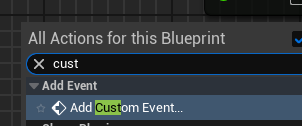 All Actions for this Blueprint
cust
Add Event
Add Custom Event...